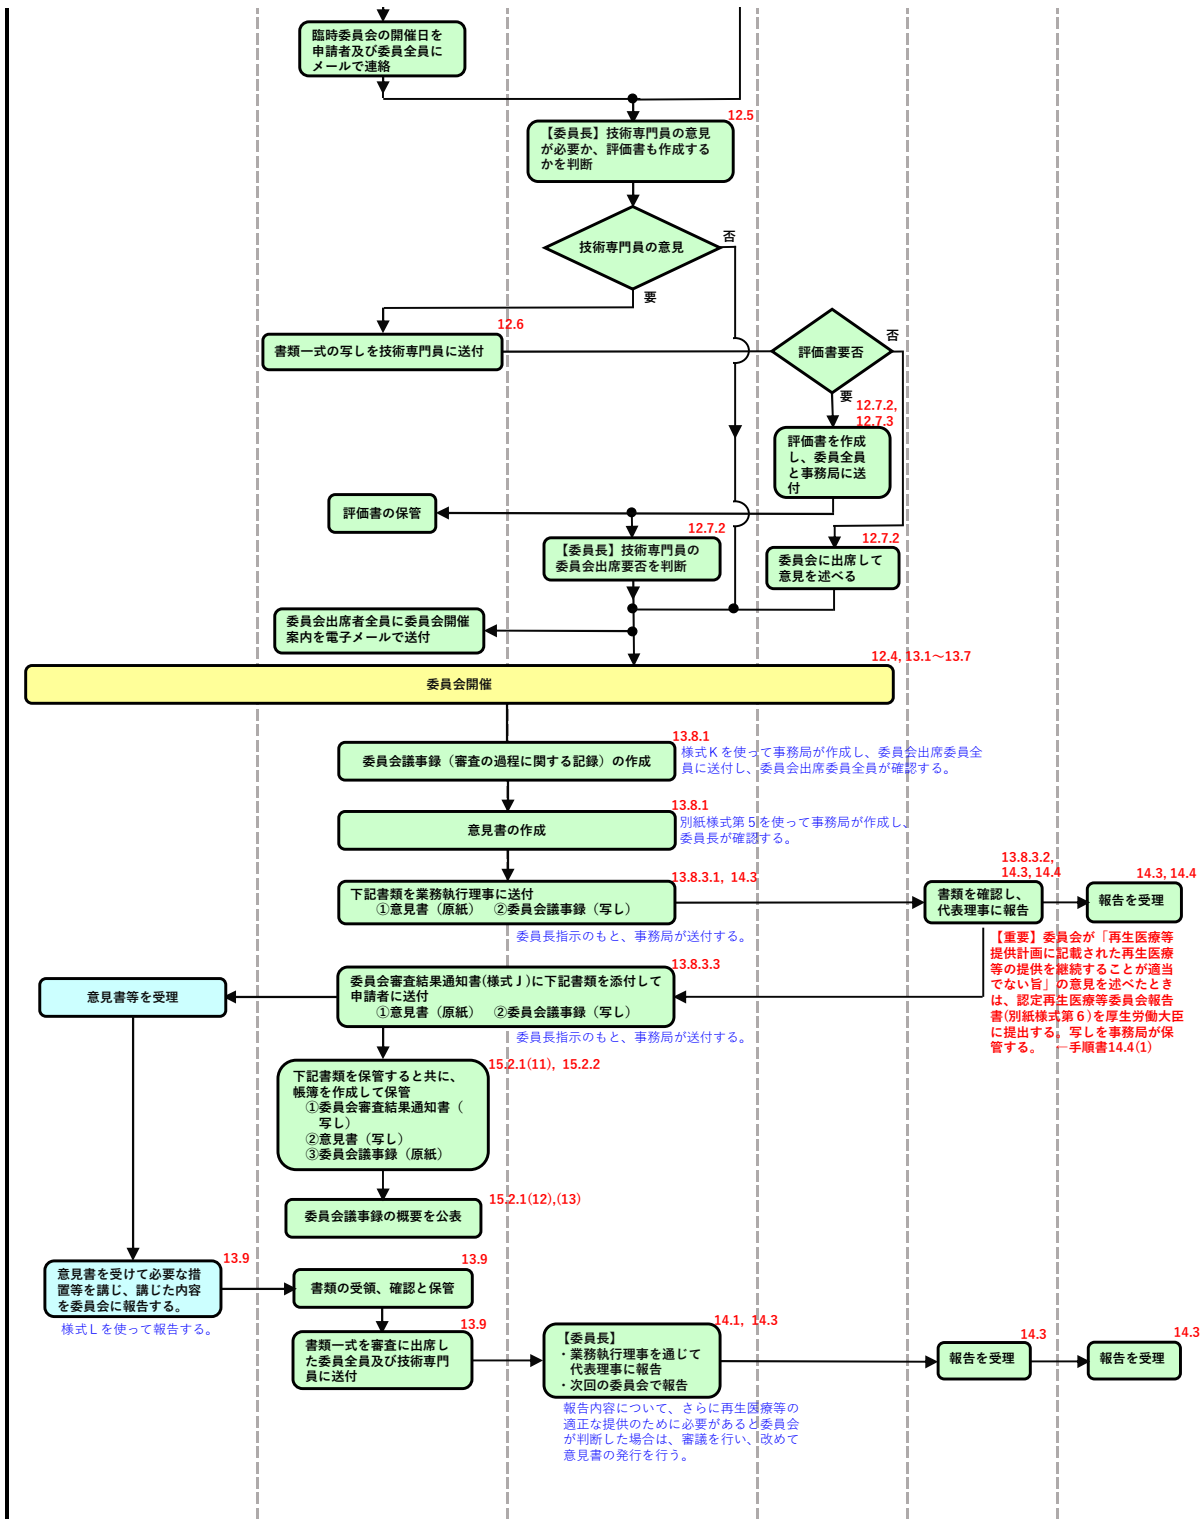 臨時委員会の開催日を
申請者及び委員全員に
メールで連絡
12.5
【委員長】技術専門員の意見
が必要か、評価書も作成する
かを判断
技術専門員の意見
否
要
12.6
書類一式の写しを技術専門員に送付
評価書要否
否
要
12.7.2,
12.7.3
評価書を作成
し、委員全員
と事務局に送
付
評価書の保管
12.7.2
【委員長】技術専門員の
委員会出席要否を判断
12.7.2
委員会に出席して
意見を述べる
委員会出席者全員に委員会開催
案内を電子メールで送付
12.4, 13.1～13.7
委員会開催
13.8.1
委員会議事録（審査の過程に関する記録）の作成
様式Ｋを使って事務局が作成し、委員会出席委員全
員に送付し、委員会出席委員全員が確認する。
13.8.1
意見書の作成
別紙様式第５を使って事務局が作成し、
委員長が確認する。
13.8.3.1, 14.3
下記書類を業務執行理事に送付
①意見書（原紙） ②委員会議事録（写し）
委員長指示のもと、事務局が送付する。
13.8.3.2,
14.3, 14.4
書類を確認し、
代表理事に報告
14.3, 14.4
報告を受理
【重要】委員会が「再生医療等
提供計画に記載された再生医療
等の提供を継続することが適当
でない旨」の意見を述べたとき
は、認定再生医療等委員会報告
書(別紙様式第６)を厚生労働大臣
に提出する。写しを事務局が保
管する。 ―手順書14.4(1)
13.8.3.3
委員会審査結果通知書(様式Ｊ)に下記書類を添付して
申請者に送付
①意見書（原紙） ②委員会議事録（写し）
委員長指示のもと、事務局が送付する。
意見書等を受理
15.2.1(11), 15.2.2
下記書類を保管すると共に、
帳簿を作成して保管
①委員会審査結果通知書（
写し）
②意見書（写し）
③委員会議事録（原紙）
15.2.1(12),(13)
委員会議事録の概要を公表
13.9
意見書を受けて必要な措
置等を講じ、講じた内容
を委員会に報告する。
様式Ｌを使って報告する。
13.9
書類の受領、確認と保管
13.9
書類一式を審査に出席し
た委員全員及び技術専門
員に送付
14.1, 14.3
【委員長】
・業務執行理事を通じて
代表理事に報告
・次回の委員会で報告
報告内容について、さらに再生医療等の
適正な提供のために必要があると委員会
が判断した場合は、審議を行い、改めて
意見書の発行を行う。
14.3
報告を受理
14.3
報告を受理